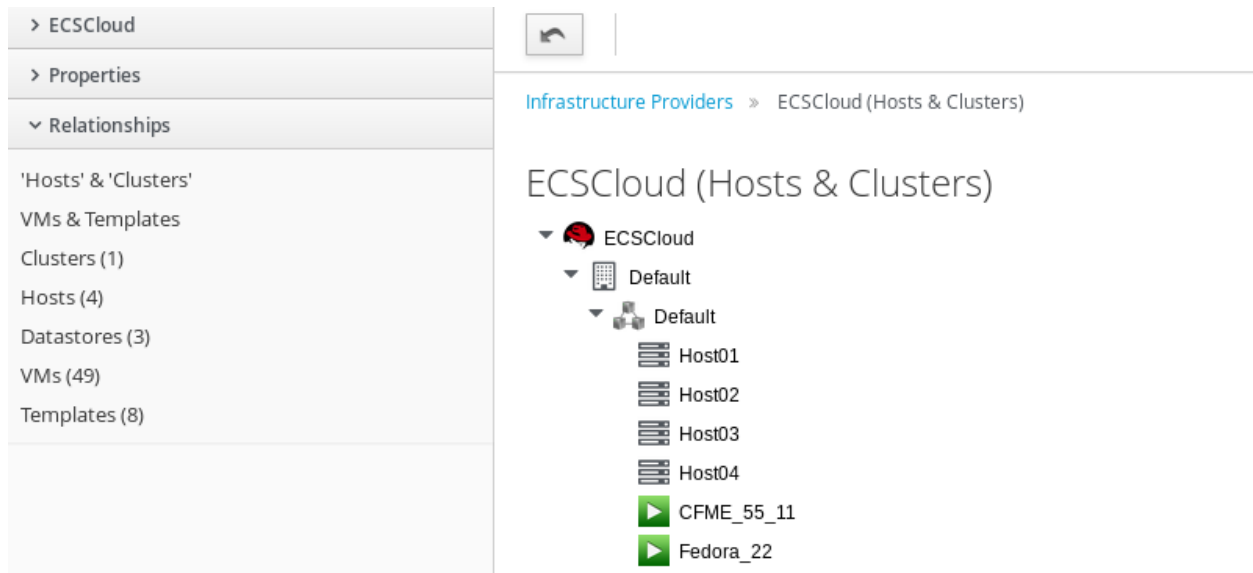 ECSCloud
Properties
Relationships
'Hosts' & 'Clusters'
VMs & Templates
Clusters (1)
Hosts (4)
Datastores (3)
VMs (49)
Templates (8)
Infrastructure Providers » ECSCloud (Hosts & Clusters)
ECSCloud (Hosts & Clusters)
ECSCloud
Default
Default
Host01
Host02
Host03
Host04
CFME_55_11
Fedora_22